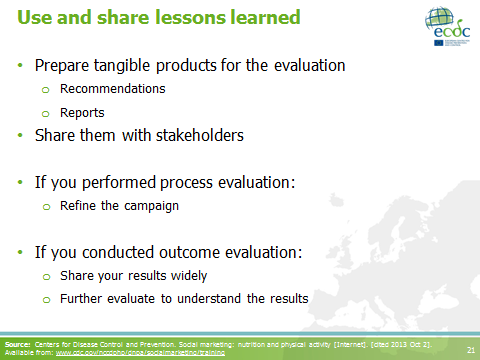 Use and share lessons learned
ecdc
• Prepare tangible products for the evaluation
o Recommendations
o Reports
• Share them with stakeholders
• If you performed process evaluation:
o Refine the campaign
• If you conducted outcome evaluation:
o Share your results widely
o Further evaluate to understand the results
Source: Centers for Disease Control and Prevention. Social marketing: nutrition and physical activity [Internet]. [cited 2013 Oct 2].
Available from: www.cdc.gov/nccdphp/dnpa/socialmarketing/training
21